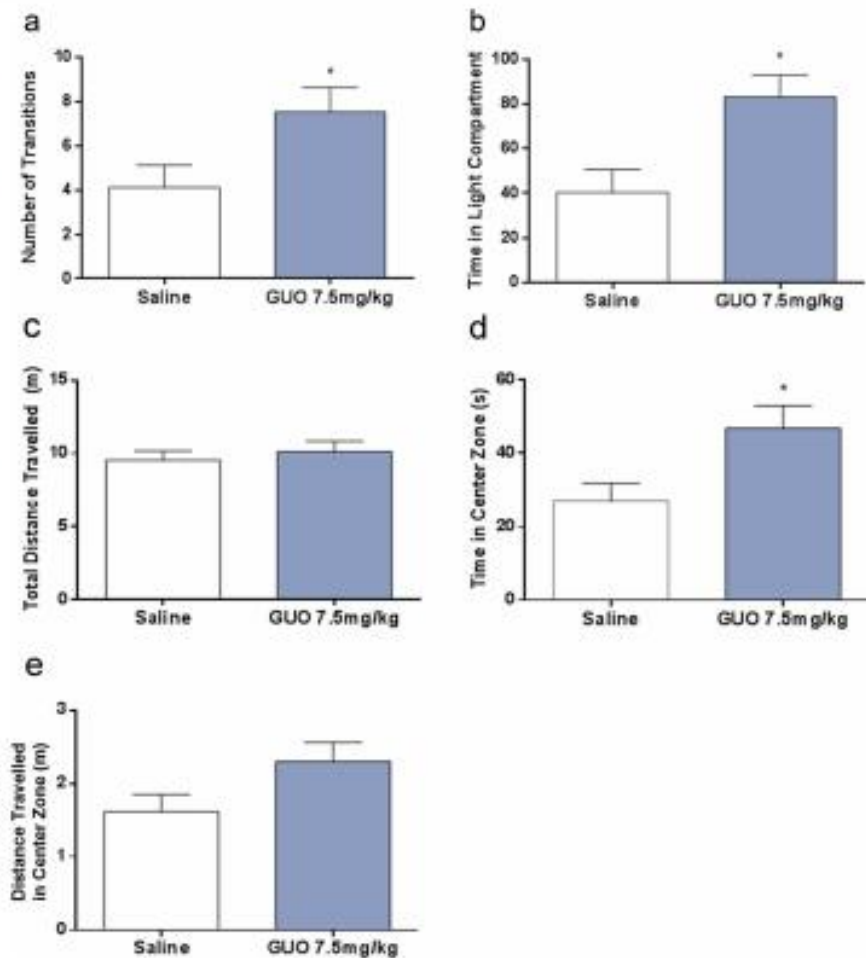 a
Number of Transitions
10
8
6
4
2
0
*
Saline
GUO 7.5mg/kg
b
Time in Light Compartment
100
80
60
40
20
0
*
Saline
GUO 7.5mg/kg
c
Total Distance Travelled (m)
15
10
5
0
Saline
GUO 7.5mg/kg
d
Time in Center Zone (s)
60
40
20
0
*
Saline
GUO 7.5mg/kg
e
Distance Travelled
in Center Zone (m)
3
2
1
0
Saline
GUO 7.5mg/kg